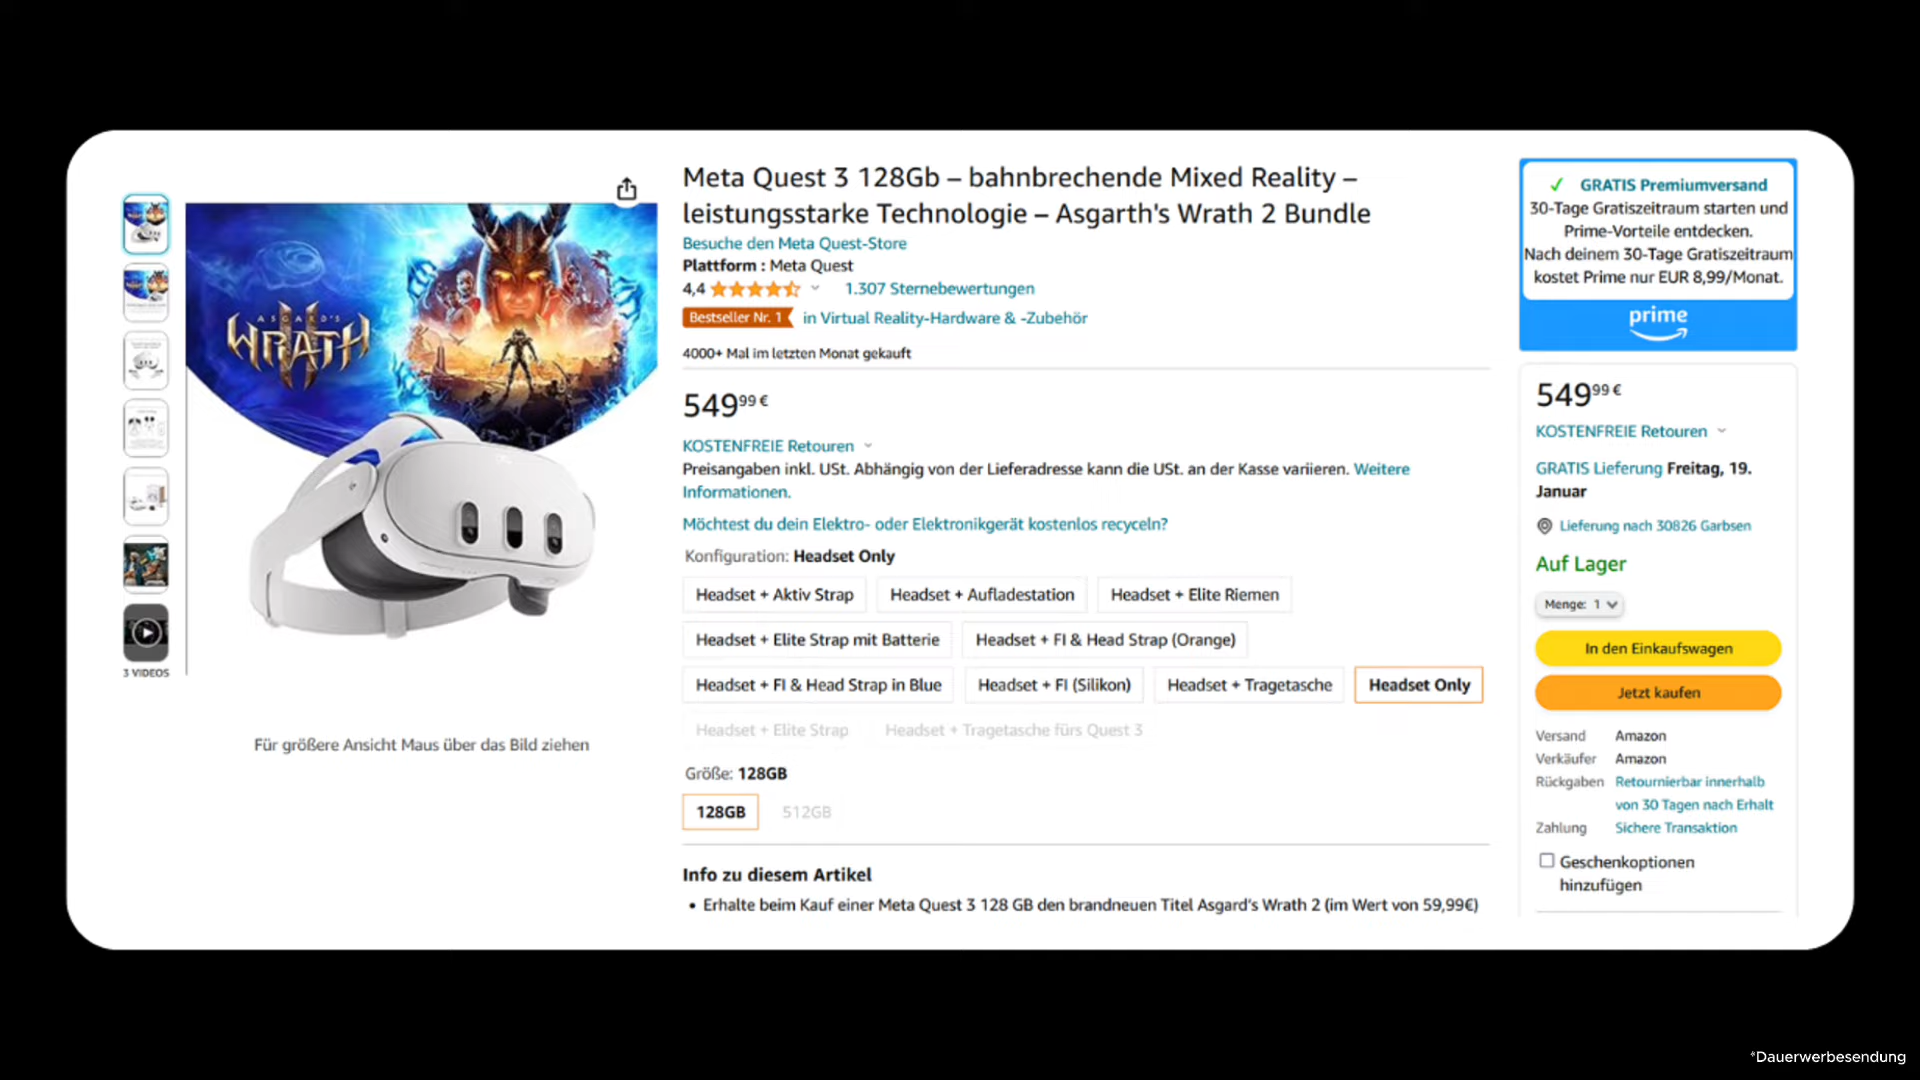 Meta Quest 3 128Gb – bahnbrechende Mixed Reality –
leistungsstarke Technologie – Asgarth's Wrath 2 Bundle
Besuche den Meta Quest-Store
Plattform : Meta Quest
4,4 1.307 Sternebewertungen
Bestseller Nr. 1 in Virtual Reality-Hardware & -Zubehör
4000+ Mal im letzten Monat gekauft
549 99 €
KOSTENFREIE Retouren
Preisangaben inkl. USt. Abhängig von der Lieferadresse kann die USt. an der Kasse variieren. Weitere
Informationen.
Möchtest du dein Elektro- oder Elektronikgerät kostenlos recyceln?
Konfiguration: Headset Only
Headset + Aktiv Strap
Headset + Aufladestation
Headset + Elite Riemen
Headset + Elite Strap mit Batterie
Headset + FI & Head Strap (Orange)
Headset + FI & Head Strap in Blue
Headset + FI (Silikon)
Headset + Tragetasche
Headset Only
Headset + Elite Strap
Headset + Tragetasche fürs Quest 3
Größe: 128GB
128GB
512GB
Info zu diesem Artikel
• Erhalte beim Kauf einer Meta Quest 3 128 GB den brandneuen Titel Asgard's Wrath 2 (im Wert von 59,99€)
ASGARD'S
WRATH
3 VIDEOS
Für größere Ansicht Maus über das Bild ziehen
✓ GRATIS Premiumversand
30-Tage Gratiszeitraum starten und
Prime-Vorteile entdecken.
Nach deinem 30-Tage Gratiszeitraum
kostet Prime nur EUR 8,99/Monat.
prime
549 99 €
KOSTENFREIE Retouren
GRATIS Lieferung Freitag, 19.
Januar
Lieferung nach 30826 Garbsen
Auf Lager
Menge: 1
In den Einkaufswagen
Jetzt kaufen
Versand Amazon
Verkäufer Amazon
Rückgaben Retournierbar innerhalb
von 30 Tagen nach Erhalt
Zahlung Sichere Transaktion
Geschenkoptionen
hinzufügen
*Dauerwerbesendung